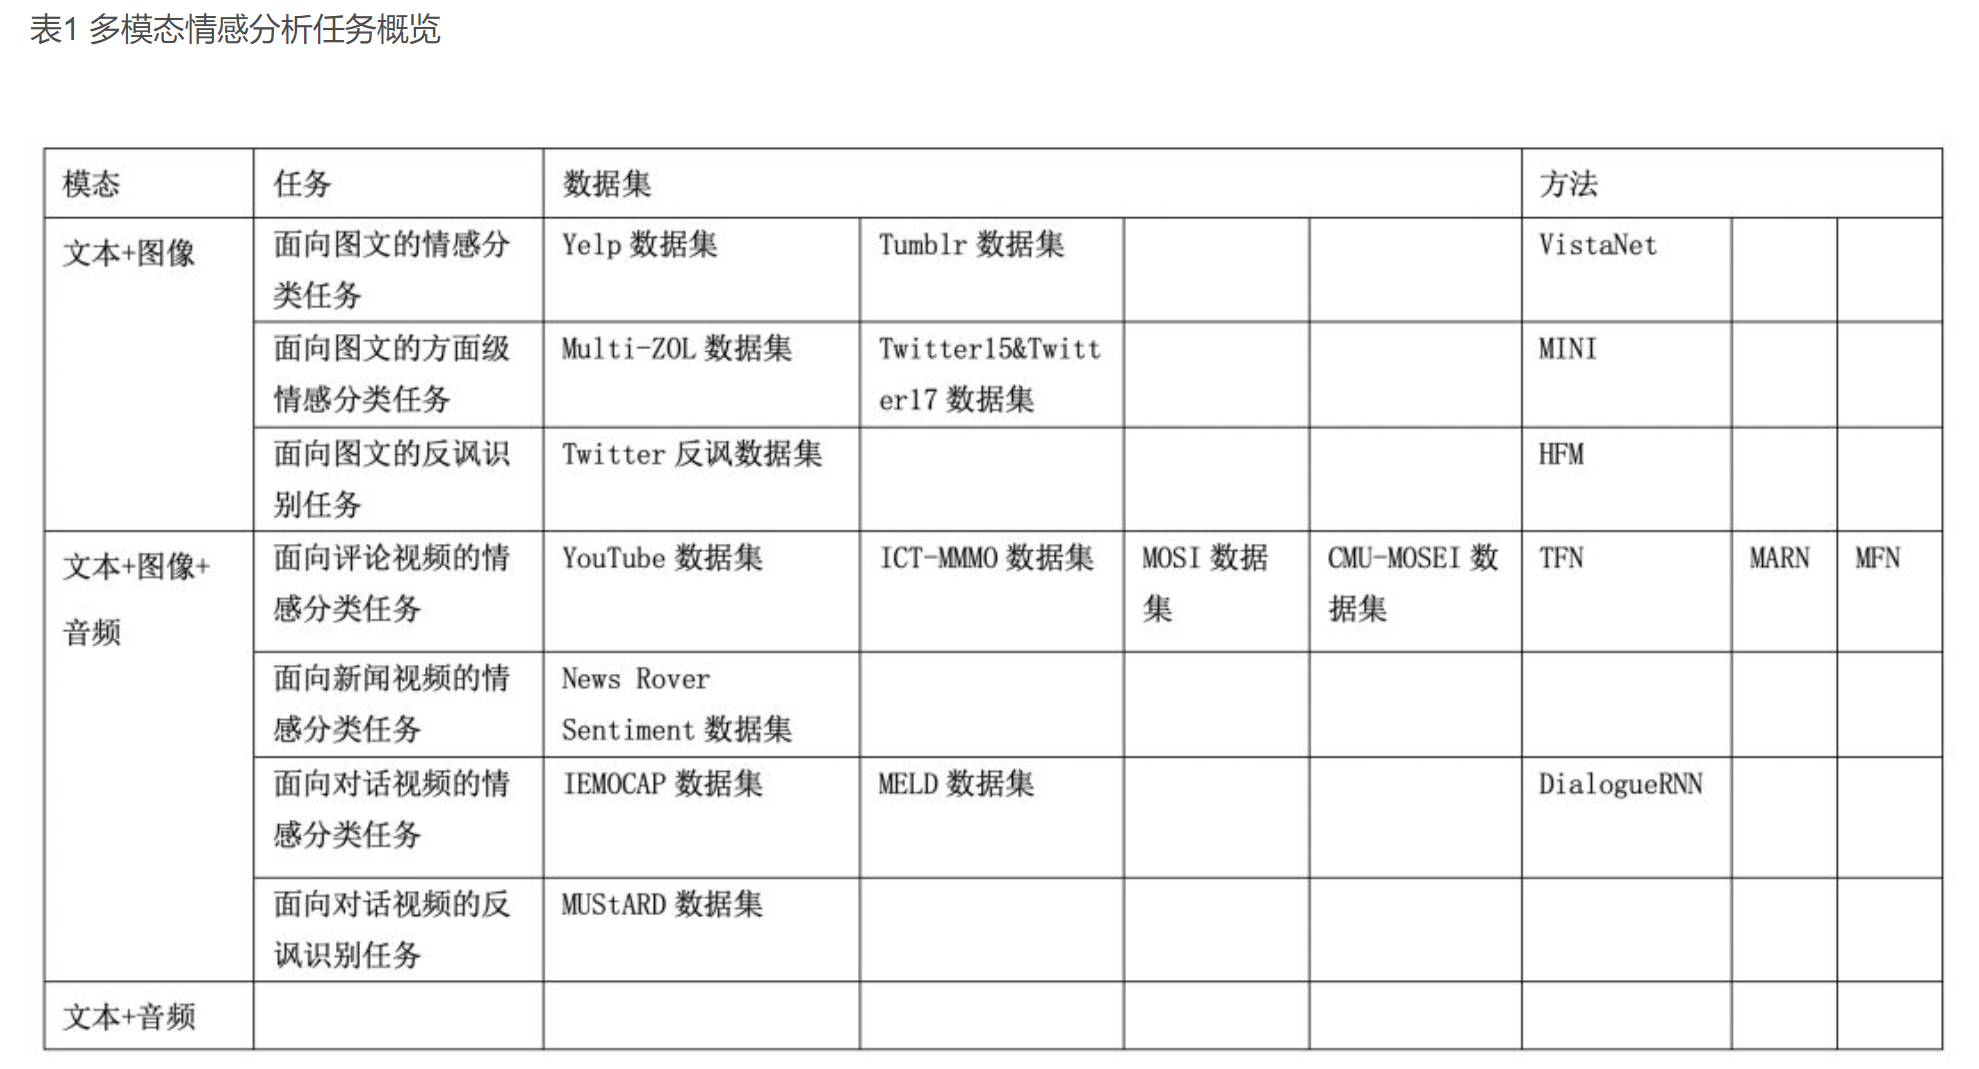 表1 多模态情感分析任务概览
模态 任务 数据集 方法
文本+图像
面向图文的情感分
类任务
Yelp 数据集
Tumblr 数据集
VistaNet
面向图文的方面级
情感分类任务
Multi-ZOL 数据集
Twitter15&Twitt
er17 数据集
MINI
面向图文的反讽识
别任务
Twitter 反讽数据集
HFM
文本+图像+
音频
面向评论视频的情
感分类任务
YouTube 数据集
ICT-MMMO 数据集
MOSI 数据
集
CMU-MOSEI 数
据集
TFN
MARN
MFN
面向新闻视频的情
感分类任务
News Rover
Sentiment 数据集
面向对话视频的情
感分类任务
IEMOCAP 数据集
MELD 数据集
DialogueRNN
面向对话视频的反
讽识别任务
MUStARD 数据集
文本+音频